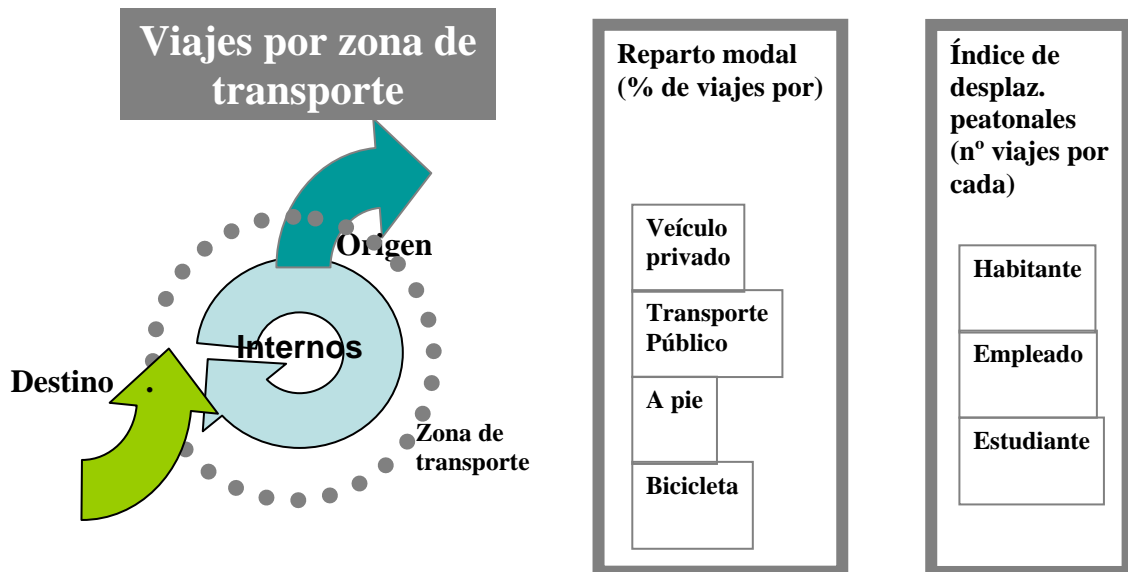 Viajes por zona de
transporte
Origen
Internos
Destino
Zona de
transporte
Reparto modal
(% de viajes por)
Veículo
privado
Transporte
Público
A pie
Bicicleta
Índice de
desplaz.
peatonales
(nº viajes por
cada)
Habitante
Empleado
Estudiante